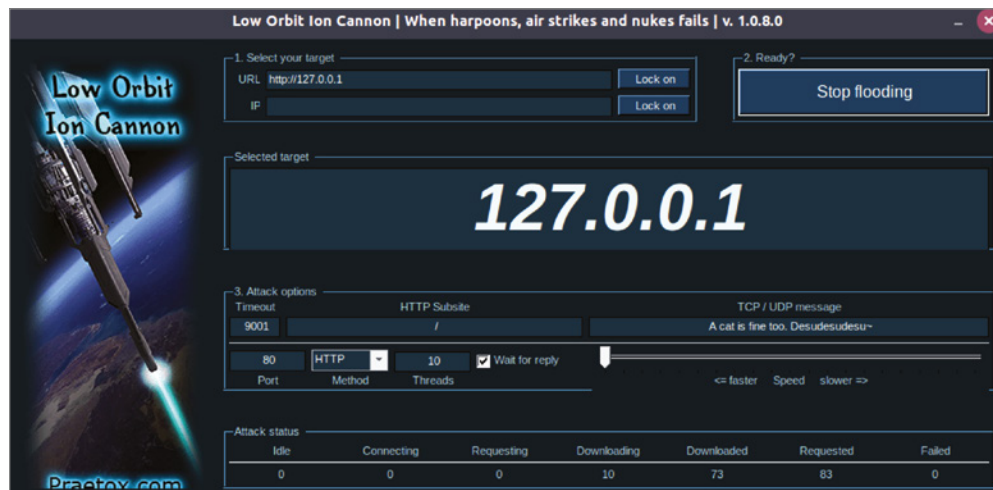 Low Orbit Ion Cannon | When harpoons, air strikes and nukes fails | v. 1.0.8.0
Low Orbit
Ion Cannon
1. Select your target
URL http://127.0.0.1 Lock on
IP Lock on
2. Ready?
Stop flooding
Selected target
127.0.0.1
3. Attack options
Timeout HTTP Subsite TCP / UDP message
9001 / A cat is fine too. Desudesudesu~
80 HTTP 10 Wait for reply
Port Method Threads <= faster Speed slower =>
Attack status
Idle Connecting Requesting Downloading Downloaded Requested Failed
0 0 0 10 73 83 0
Praetox.com